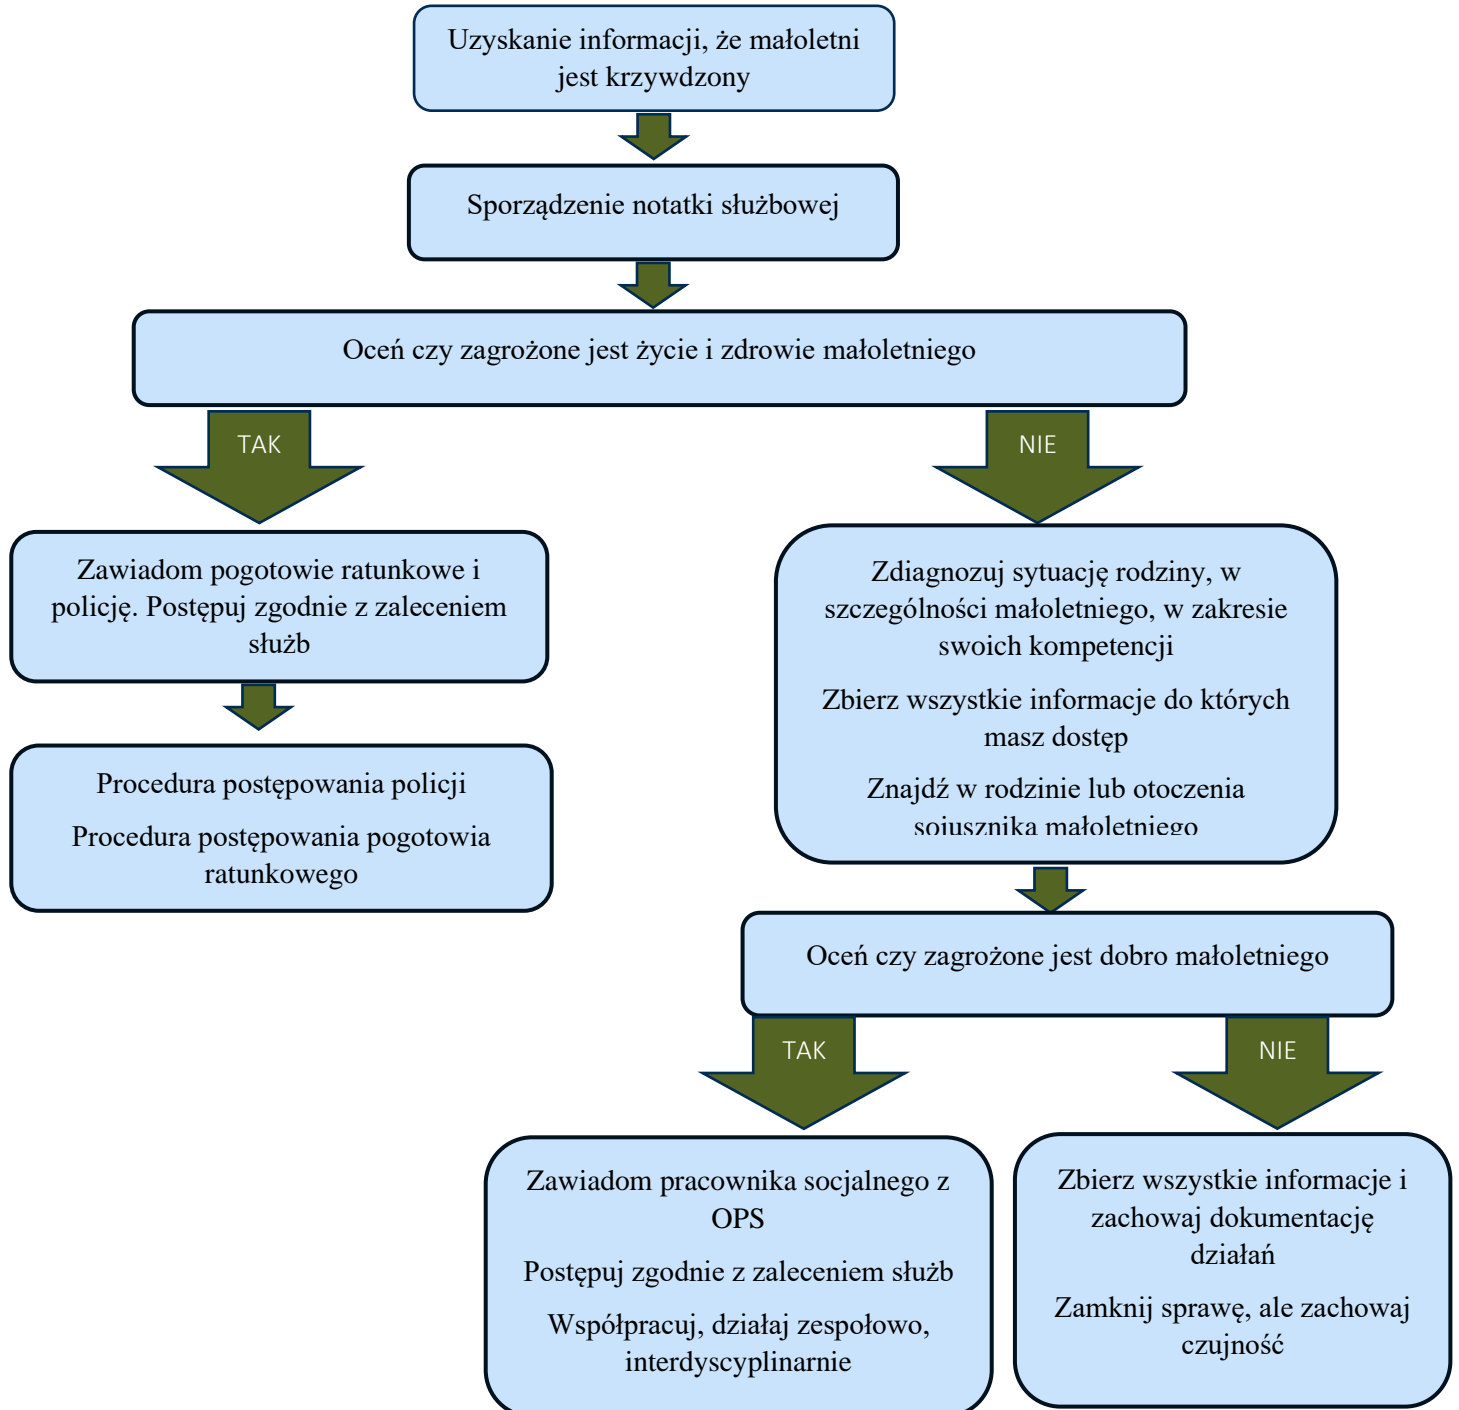 Uzyskanie informacji, że małoletni
jest krzywdzony
Sporządzenie notatki służbowej
Oceń czy zagrożone jest życie i zdrowie małoletniego
TAK
NIE
Zawiadom pogotowie ratunkowe i
policję. Postępuj zgodnie z zaleceniem
służb
Procedura postępowania policji
Procedura postępowania pogotowia
ratunkowego
Zdiagnozuj sytuację rodziny, w
szczególności małoletniego, w zakresie
swoich kompetencji
Zbierz wszystkie informacje do których
masz dostęp
Znajdź w rodzinie lub otoczenia
sojusznika małoletniego
Oceń czy zagrożone jest dobro małoletniego
TAK
NIE
Zawiadom pracownika socjalnego z
OPS
Postępuj zgodnie z zaleceniem służb
Współpracuj, działaj zespołowo,
interdyscyplinarnie
Zbierz wszystkie informacje i
zachowaj dokumentację
działań
Zamknij sprawę, ale zachowaj
czujność